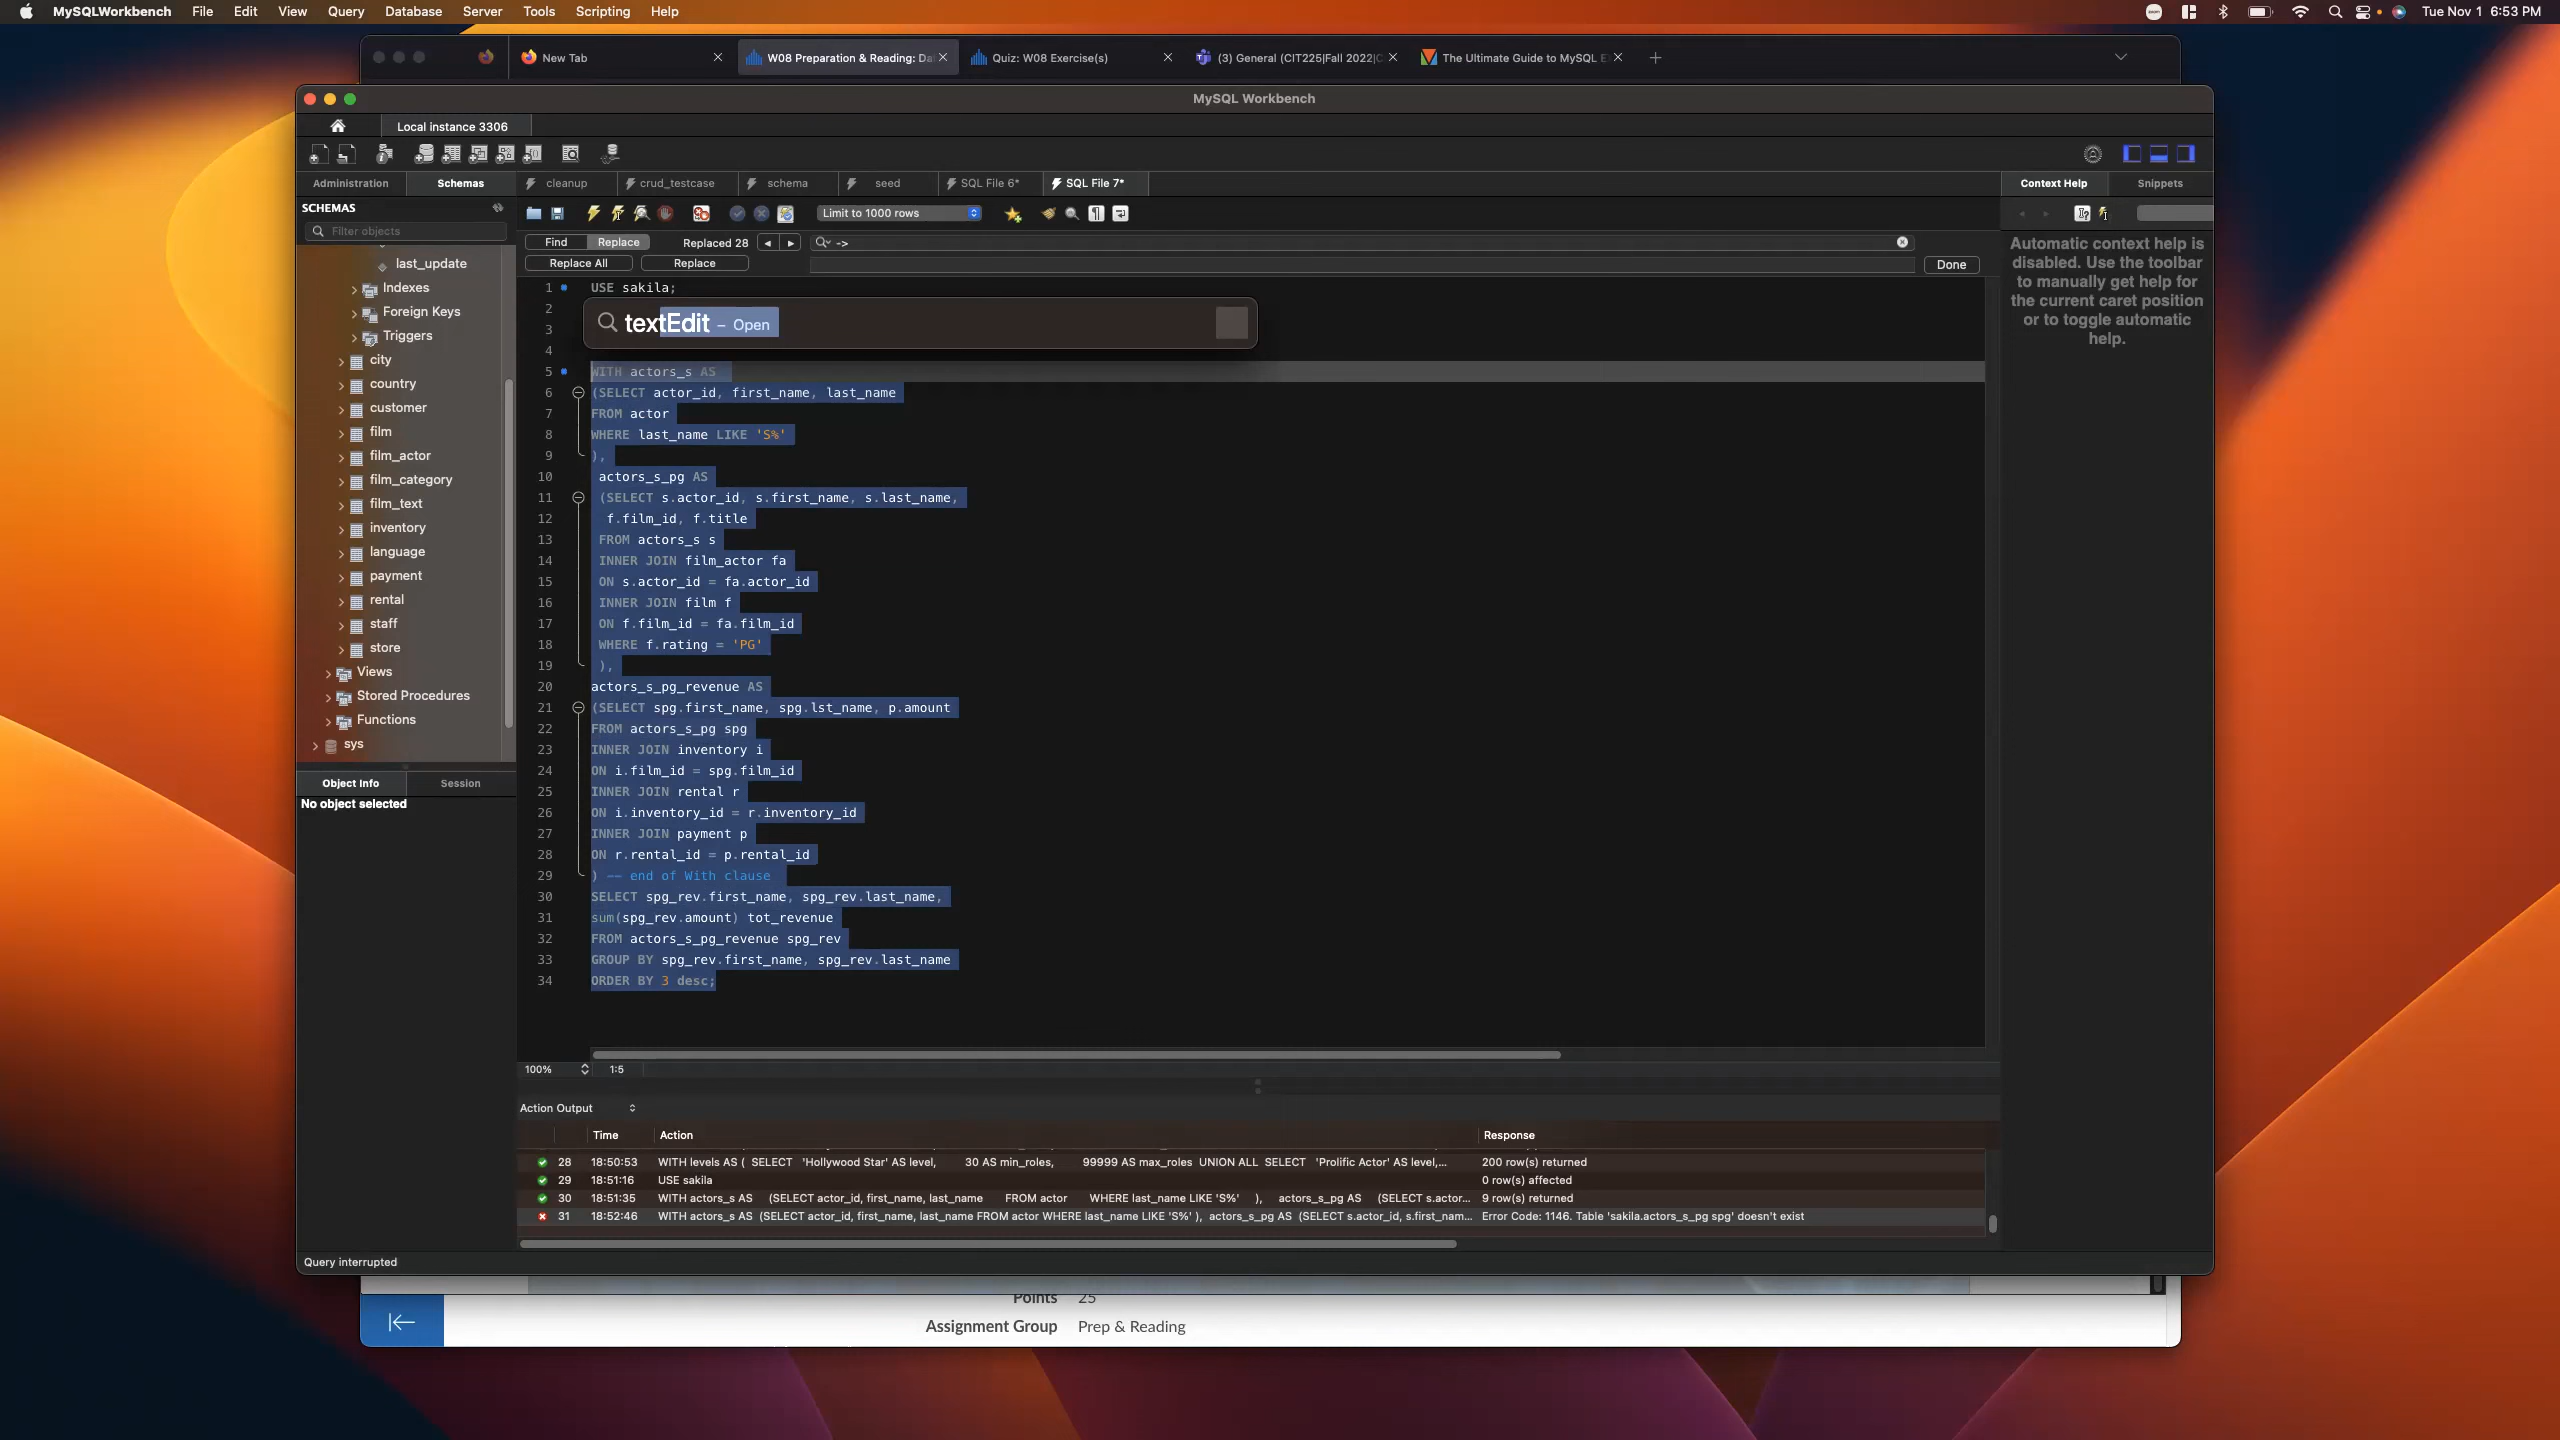 MySQLWorkbench File Edit View Query Database Server Tools Scripting Help
Tue Nov 1 6:53 PM
New Tab
W08 Preparation & Reading: Da
Quiz: W08 Exercise(s)
(3) General (CIT225|Fall 2022|C
The Ultimate Guide to MySQL E
MySQL Workbench
Local instance 3306
Administration
Schemas
cleanup
crud_testcase
schema
seed
SQL File 6*
SQL File 7*
Context Help
Snippets
SCHEMAS
Filter objects
last_update
Indexes
Foreign Keys
Triggers
city
country
customer
film
film_actor
film_category
film_text
inventory
language
payment
rental
staff
store
Views
Stored Procedures
Functions
sys
Object Info
Session
No object selected
Limit to 1000 rows
Find Replace Replaced 28 ->
Replace All Replace Done
1 USE sakila;
2
3
4
textEdit – Open
5 WITH actors_s AS
6 (SELECT actor_id, first_name, last_name
7 FROM actor
8 WHERE last_name LIKE 'S%'
9 ),
10 actors_s_pg AS
11 (SELECT s.actor_id, s.first_name, s.last_name,
12 f.film_id, f.title
13 FROM actors_s s
14 INNER JOIN film_actor fa
15 ON s.actor_id = fa.actor_id
16 INNER JOIN film f
17 ON f.film_id = fa.film_id
18 WHERE f.rating = 'PG'
19 ),
20 actors_s_pg_revenue AS
21 (SELECT spg.first_name, spg.lst_name, p.amount
22 FROM actors_s_pg spg
23 INNER JOIN inventory i
24 ON i.film_id = spg.film_id
25 INNER JOIN rental r
26 ON i.inventory_id = r.inventory_id
27 INNER JOIN payment p
28 ON r.rental_id = p.rental_id
29 ) -- end of With clause
30 SELECT spg_rev.first_name, spg_rev.last_name,
31 sum(spg_rev.amount) tot_revenue
32 FROM actors_s_pg_revenue spg_rev
33 GROUP BY spg_rev.first_name, spg_rev.last_name
34 ORDER BY 3 desc;
Automatic context help is
disabled. Use the toolbar
to manually get help for
the current caret position
or to toggle automatic
help.
100% 1:5
Action Output
Time Action Response
28 18:50:53 WITH levels AS ( SELECT 'Hollywood Star' AS level, 30 AS min_roles, 99999 AS max_roles UNION ALL SELECT 'Prolific Actor' AS level,... 200 row(s) returned
29 18:51:16 USE sakila 0 row(s) affected
30 18:51:35 WITH actors_s AS (SELECT actor_id, first_name, last_name FROM actor WHERE last_name LIKE 'S%' ), actors_s_pg AS (SELECT s.actor... 9 row(s) returned
31 18:52:46 WITH actors_s AS (SELECT actor_id, first_name, last_name FROM actor WHERE last_name LIKE 'S%' ), actors_s_pg AS (SELECT s.actor_id, s.first_nam... Error Code: 1146. Table 'sakila.actors_s_pg spg' doesn't exist
Query interrupted
Points 25
Assignment Group Prep & Reading